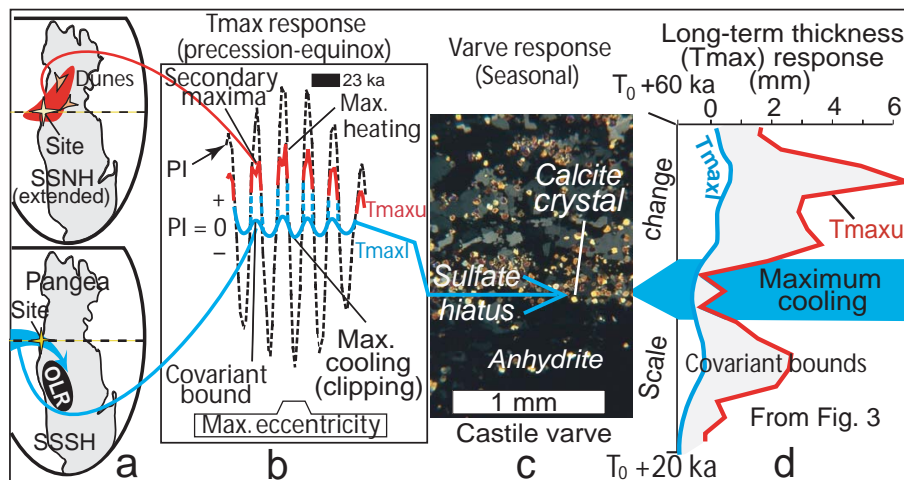 Dunes
Site
SSNH
(extended)
Pangea
Site
OLR
SSSH
a
Tmax response
(precession-equinox)
Secondary
maxima
23 ka
Max.
heating
PI
+
PI = 0
–
Tmaxu
Tmaxl
Covariant
bound
Max.
cooling
(clipping)
Max. eccentricity
b
Varve response
(Seasonal)
Calcite
crystal
Sulfate
hiatus
Anhydrite
1 mm
Castile varve
c
Long-term thickness
(Tmax) response
(mm)
T0 +60 ka
0 2 4 6
Tmaxl
Tmaxu
Scale change
Maximum
cooling
Covariant bounds
From Fig. 3
T0 +20 ka
d